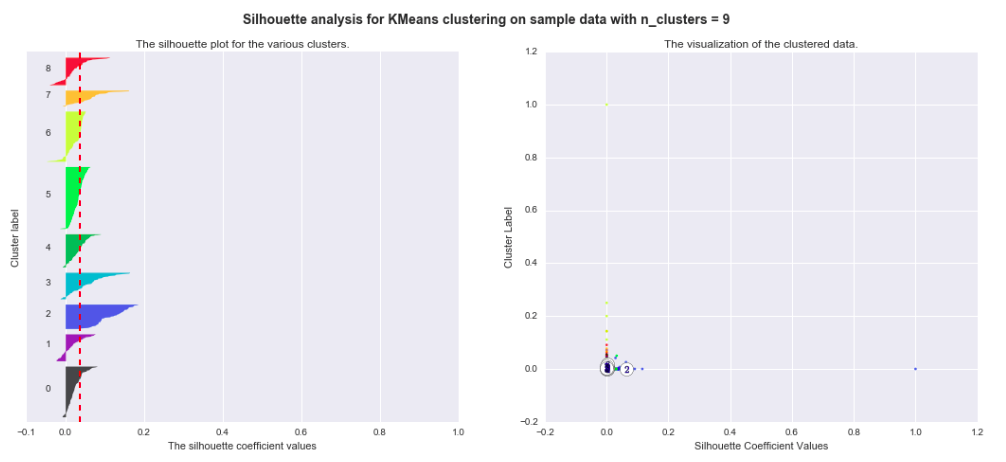 Silhouette analysis for KMeans clustering on sample data with n_clusters = 9
The silhouette plot for the various clusters.
8
7
6
5
4
3
2
1
0
Cluster label
−0.1 0.0 0.2 0.4 0.6 0.8 1.0
The silhouette coefficient values
The visualization of the clustered data.
1.2
1.0
0.8
0.6
0.4
0.2
0.0
−0.2
Cluster Label
2
−0.2 0.0 0.2 0.4 0.6 0.8 1.0 1.2
Silhouette Coefficient Values